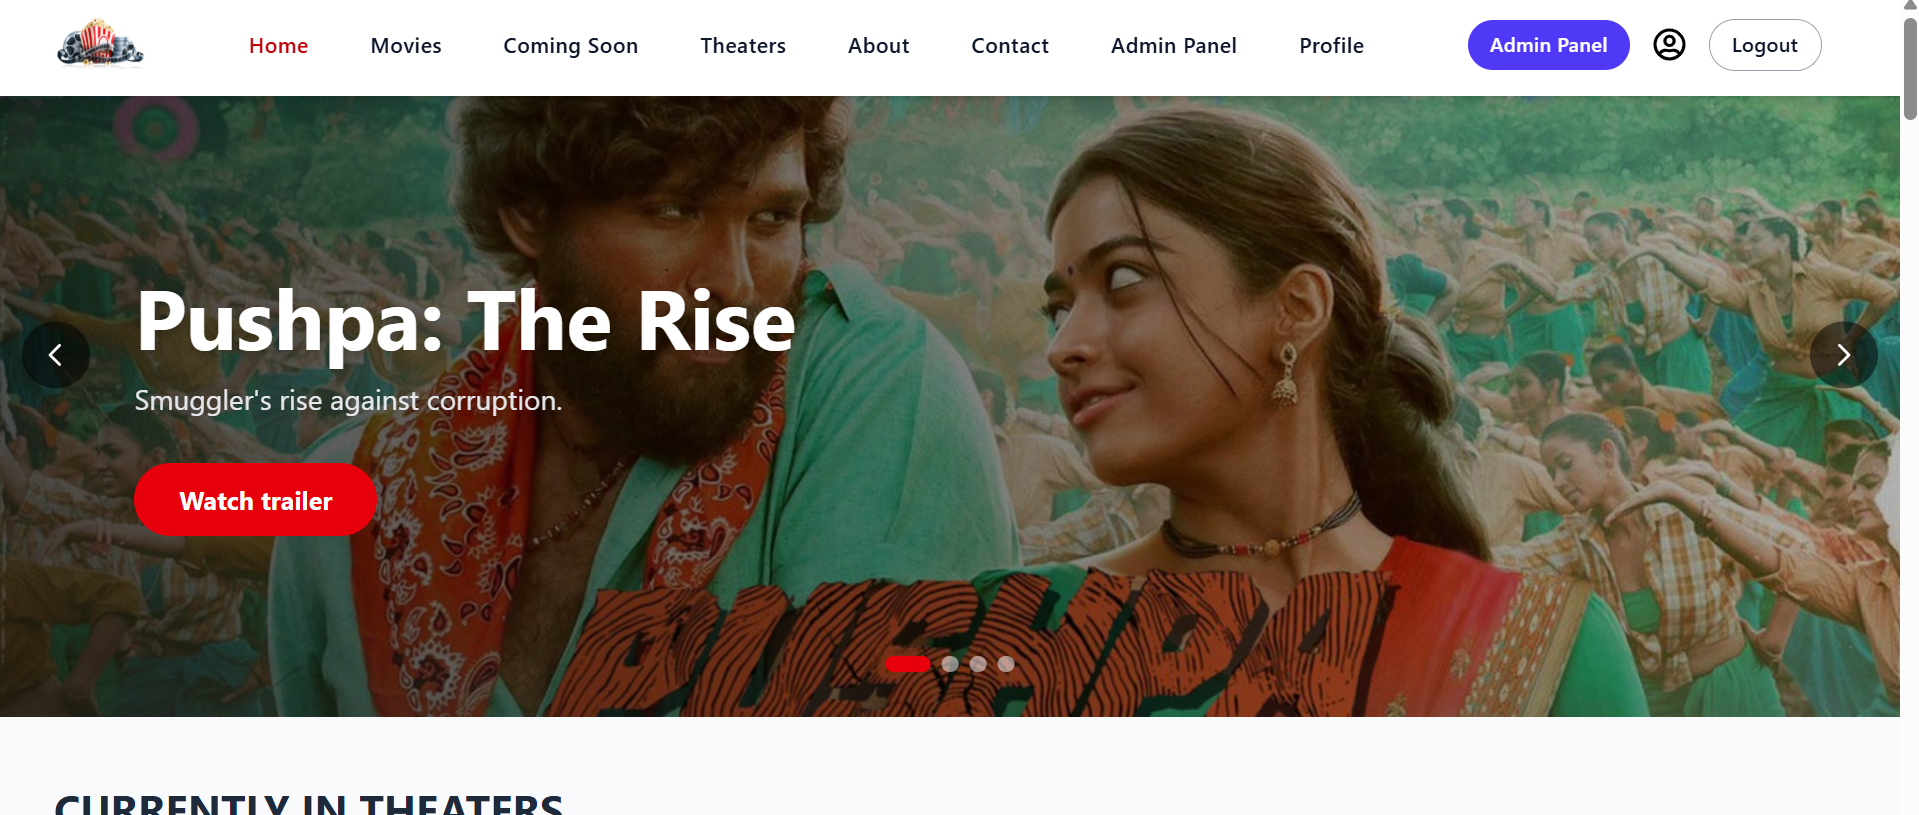 Home Movies Coming Soon Theaters About Contact Admin Panel Profile Admin Panel Logout
Pushpa: The Rise
Smuggler's rise against corruption.
Watch trailer
PUSHPA
CURRENTLY IN THEATERS